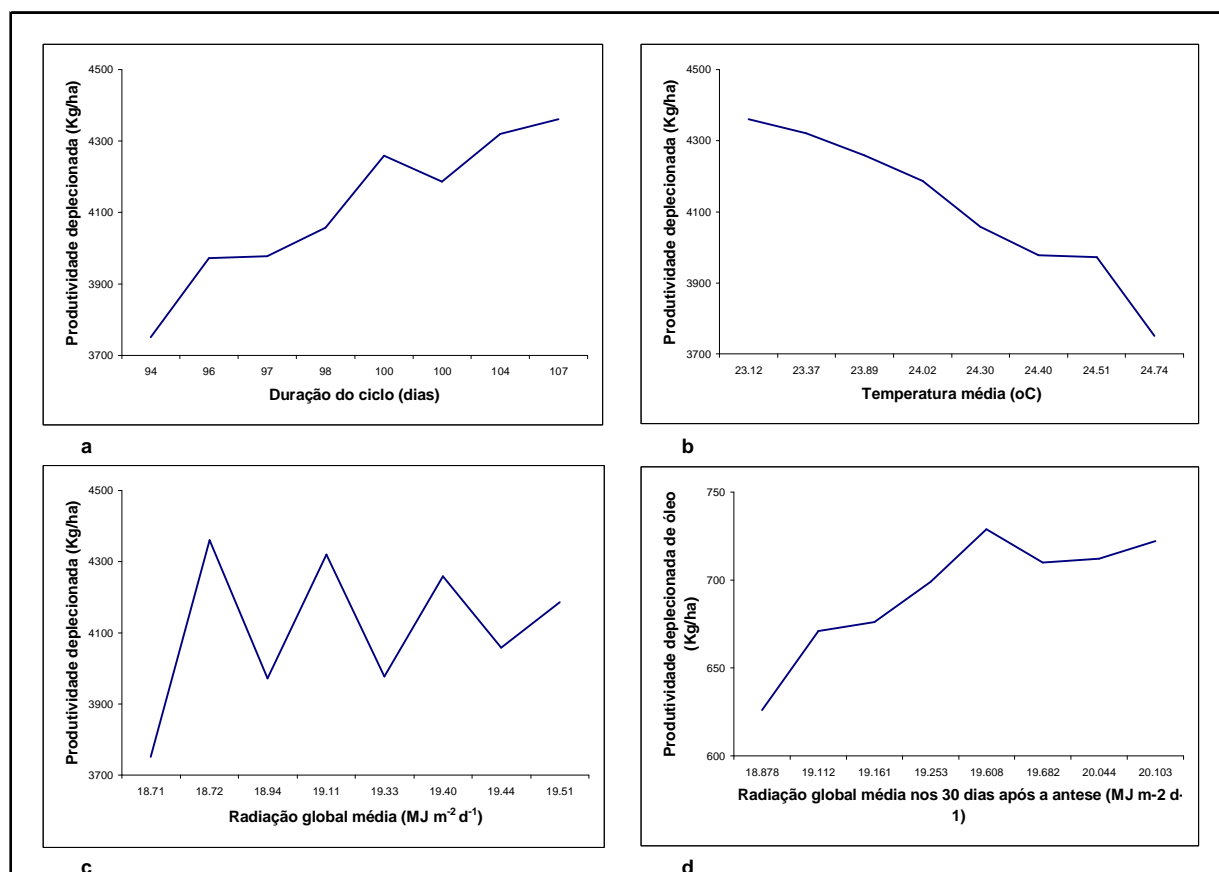 Produtividade deplecionada (Kg/ha)
4500
4300
4100
3900
3700
94 96 97 98 100 100 104 107
Duração do ciclo (dias)
a
Produtividade deplecionada (Kg/ha)
4500
4300
4100
3900
3700
23.12 23.37 23.89 24.02 24.30 24.40 24.51 24.74
Temperatura média (oC)
b
Produtividade deplecionada (Kg/ha)
4500
4300
4100
3900
3700
18.71 18.72 18.94 19.11 19.33 19.40 19.44 19.51
Radiação global média (MJ m⁻² d⁻¹)
c
Produtividade deplecionada de óleo
(Kg/ha)
750
700
650
600
18.878 19.112 19.161 19.253 19.608 19.682 20.044 20.103
Radiação global média nos 30 dias após a antese (MJ m-2 d-
1)
d